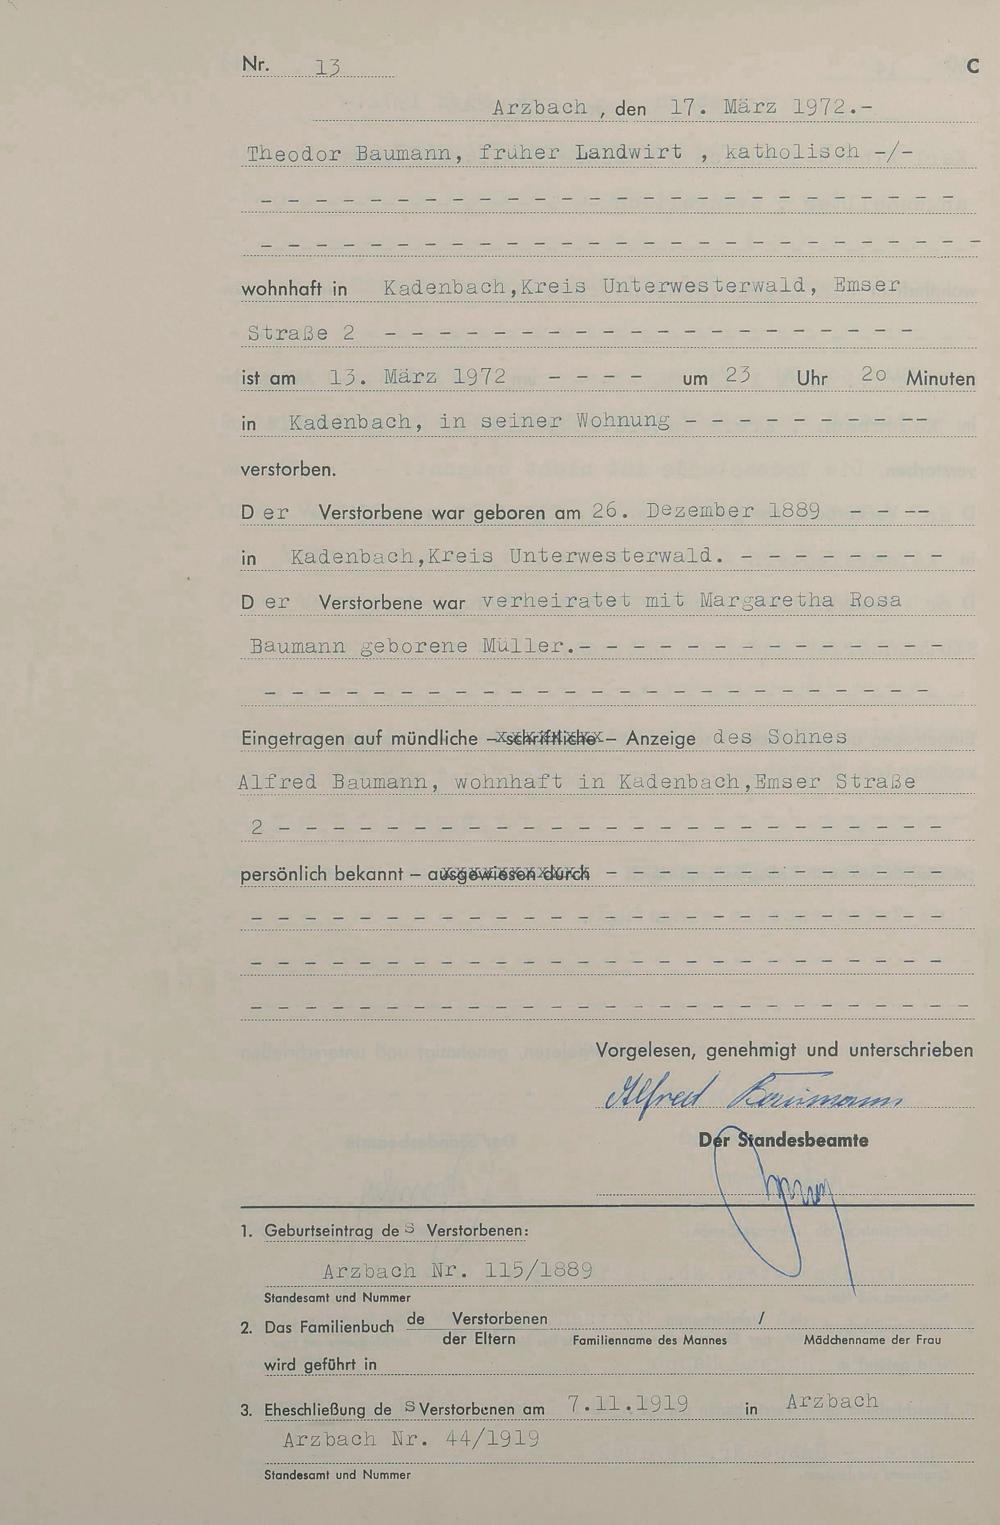 Nr. 13 C
Arzbach , den 17. März 1972.-
Theodor Baumann, früher Landwirt , katholisch -/-
- - - - - - - - - - - - - - - - - - - - - -
- - - - - - - - - - - - - - - - - - - - - - -
wohnhaft in Kadenbach,Kreis Unterwesterwald, Emser
Straße 2 - - - - - - - - - - - - - - - - - -
ist am 13. März 1972 - - - - um 23 Uhr 2o Minuten
in Kadenbach, in seiner Wohnung - - - - - - - - - --
verstorben.
D er Verstorbene war geboren am 26. Dezember 1889 - - --
in Kadenbach,Kreis Unterwesterwald. - - - - - - - -
D er Verstorbene war verheiratet mit Margaretha Rosa
Baumann geborene Müller.- - - - - - - - - - - - -
- - - - - - - - - - - - - - - - - - - - -
Eingetragen auf mündliche – schriftliche – Anzeige des Sohnes
Alfred Baumann, wohnhaft in Kadenbach,Emser Straße
2 - - - - - - - - - - - - - - - - - - - - - -
persönlich bekannt – ausgewiesen durch - - - - - - - - - - - - -
- - - - - - - - - - - - - - - - - - - - - -
- - - - - - - - - - - - - - - - - - - - - -
- - - - - - - - - - - - - - - - - - - - - - -
Vorgelesen, genehmigt und unterschrieben
Alfred Baumann
Der Standesbeamte
1. Geburtseintrag de s Verstorbenen:
Arzbach Nr. 115/1889
Standesamt und Nummer
2. Das Familienbuch de Verstorbenen /
der Eltern Familienname des Mannes Mädchenname der Frau
wird geführt in
3. Eheschließung de s Verstorbenen am 7.11.1919 in Arzbach
Arzbach Nr. 44/1919
Standesamt und Nummer